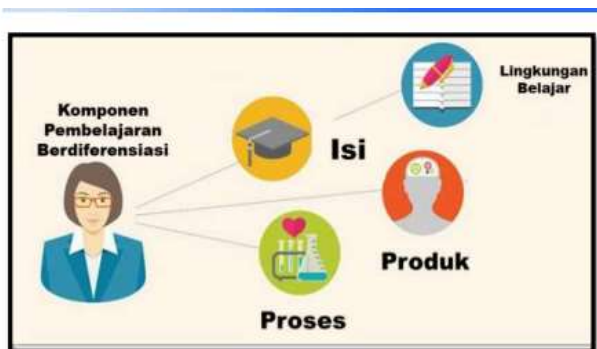 Komponen
Pembelajaran
Berdiferensiasi
Isi
Lingkungan
Belajar
Produk
Proses